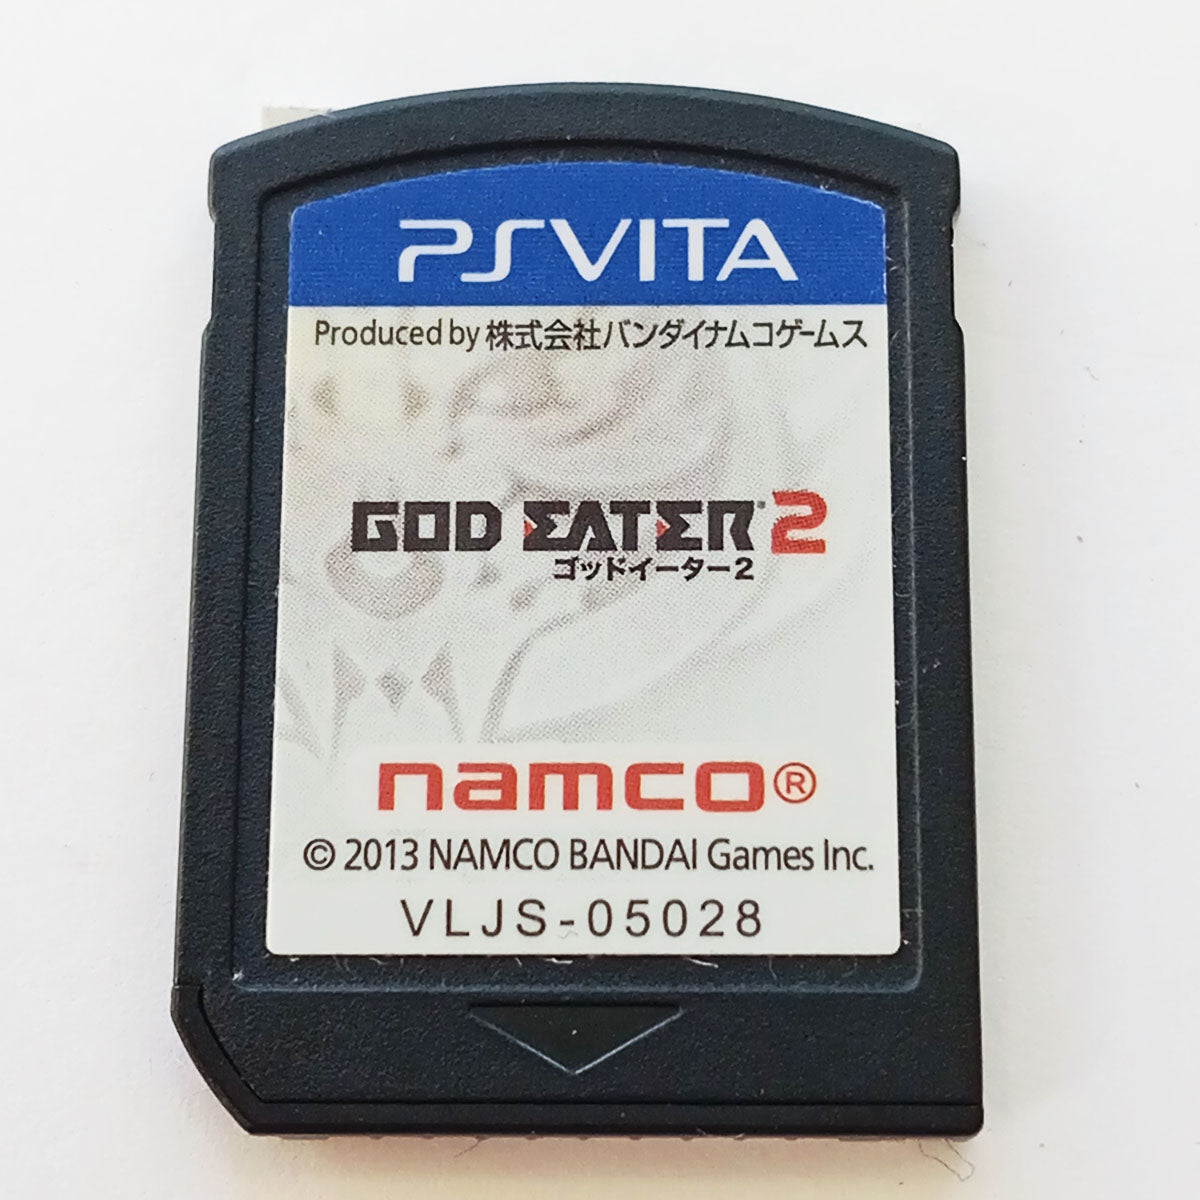 PSVITA
Produced by 株式会社バンダイナムコゲームス
GOD EATER 2
ゴッドイーター2
namco®
© 2013 NAMCO BANDAI Games Inc.
VLJS-05028